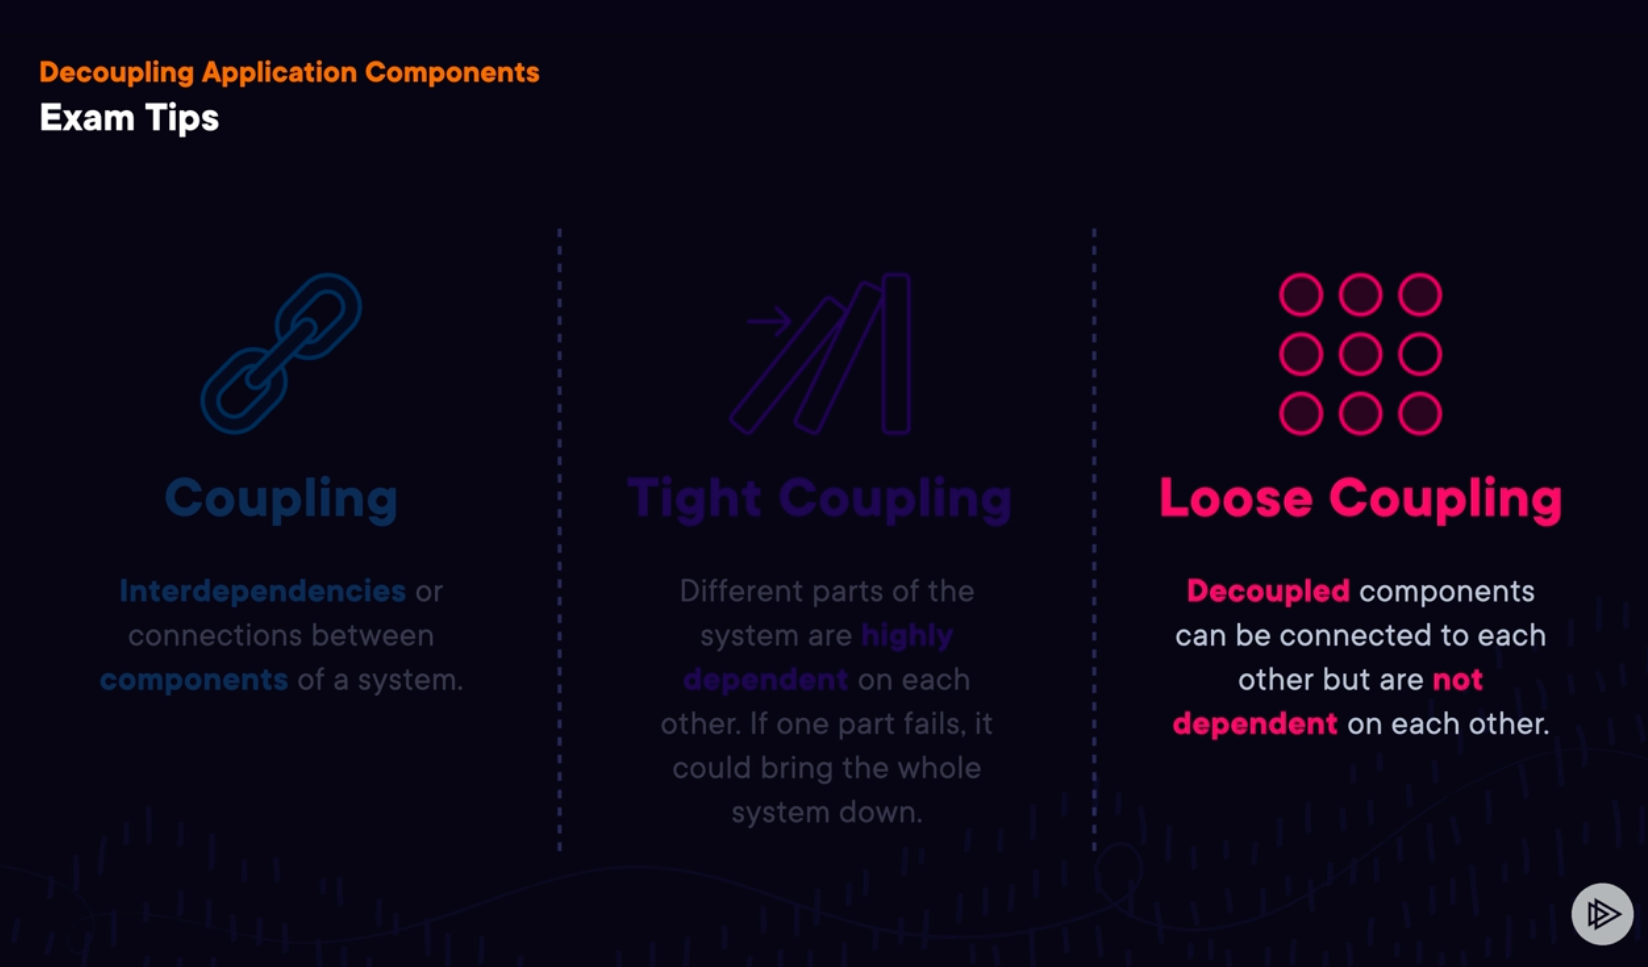 Decoupling Application Components
Exam Tips
Coupling
Interdependencies or
connections between
components of a system.
Tight Coupling
Different parts of the
system are highly
dependent on each
other. If one part fails, it
could bring the whole
system down.
Loose Coupling
Decoupled components
can be connected to each
other but are not
dependent on each other.